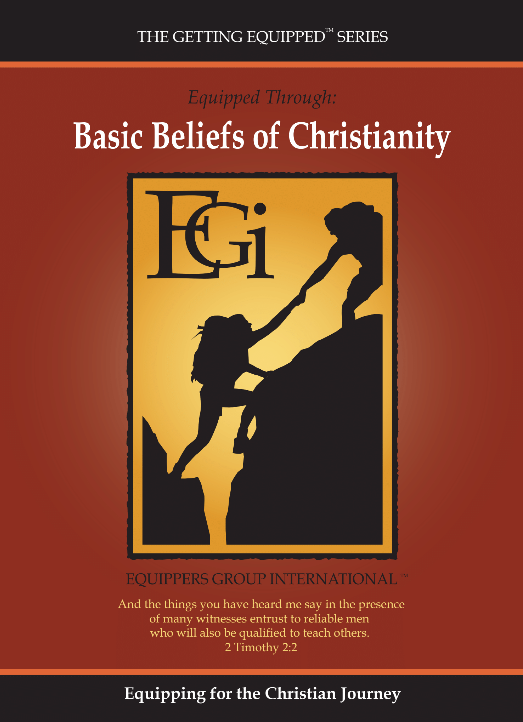 THE GETTING EQUIPPED™ SERIES
Equipped Through:
Basic Beliefs of Christianity
EGi
EQUIPPERS GROUP INTERNATIONAL ™
And the things you have heard me say in the presence
of many witnesses entrust to reliable men
who will also be qualified to teach others.
2 Timothy 2:2
Equipping for the Christian Journey